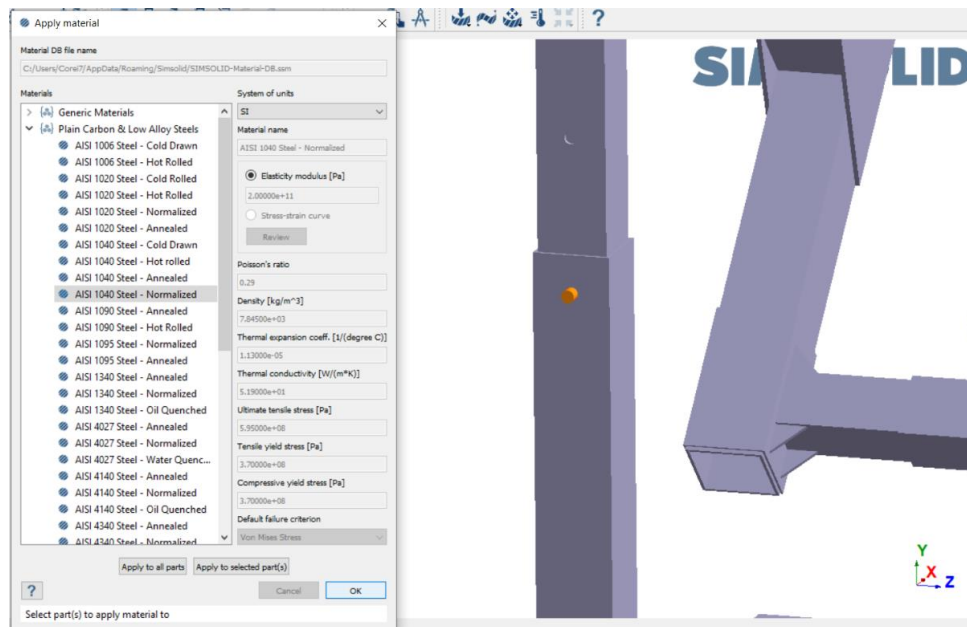 Apply material
Material DB file name
C:/Users/Corei7/AppData/Roaming/Simsolid/SIMSOLID-Material-DB.ssm
Materials
Generic Materials
Plain Carbon & Low Alloy Steels
AISI 1006 Steel - Cold Drawn
AISI 1006 Steel - Hot Rolled
AISI 1020 Steel - Cold Rolled
AISI 1020 Steel - Hot Rolled
AISI 1020 Steel - Normalized
AISI 1020 Steel - Annealed
AISI 1040 Steel - Cold Drawn
AISI 1040 Steel - Hot rolled
AISI 1040 Steel - Annealed
AISI 1040 Steel - Normalized
AISI 1090 Steel - Annealed
AISI 1090 Steel - Hot Rolled
AISI 1095 Steel - Normalized
AISI 1095 Steel - Annealed
AISI 1340 Steel - Annealed
AISI 1340 Steel - Normalized
AISI 1340 Steel - Oil Quenched
AISI 4027 Steel - Annealed
AISI 4027 Steel - Normalized
AISI 4027 Steel - Water Quenc...
AISI 4140 Steel - Annealed
AISI 4140 Steel - Normalized
AISI 4140 Steel - Oil Quenched
AISI 4340 Steel - Annealed
AISI 4340 Steel - Normalized
System of units
SI
Material name
AISI 1040 Steel - Normalized
Elasticity modulus [Pa]
2.00000e+11
Stress-strain curve
Review
Poisson's ratio
0.29
Density [kg/m^3]
7.84500e+03
Thermal expansion coeff. [1/(degree C)]
1.13000e-05
Thermal conductivity [W/(m*K)]
5.19000e+01
Ultimate tensile stress [Pa]
5.95000e+08
Tensile yield stress [Pa]
3.70000e+08
Compressive yield stress [Pa]
3.70000e+08
Default failure criterion
Von Mises Stress
Apply to all parts
Apply to selected part(s)
?
Cancel
OK
Select part(s) to apply material to
?
Y
X
Z